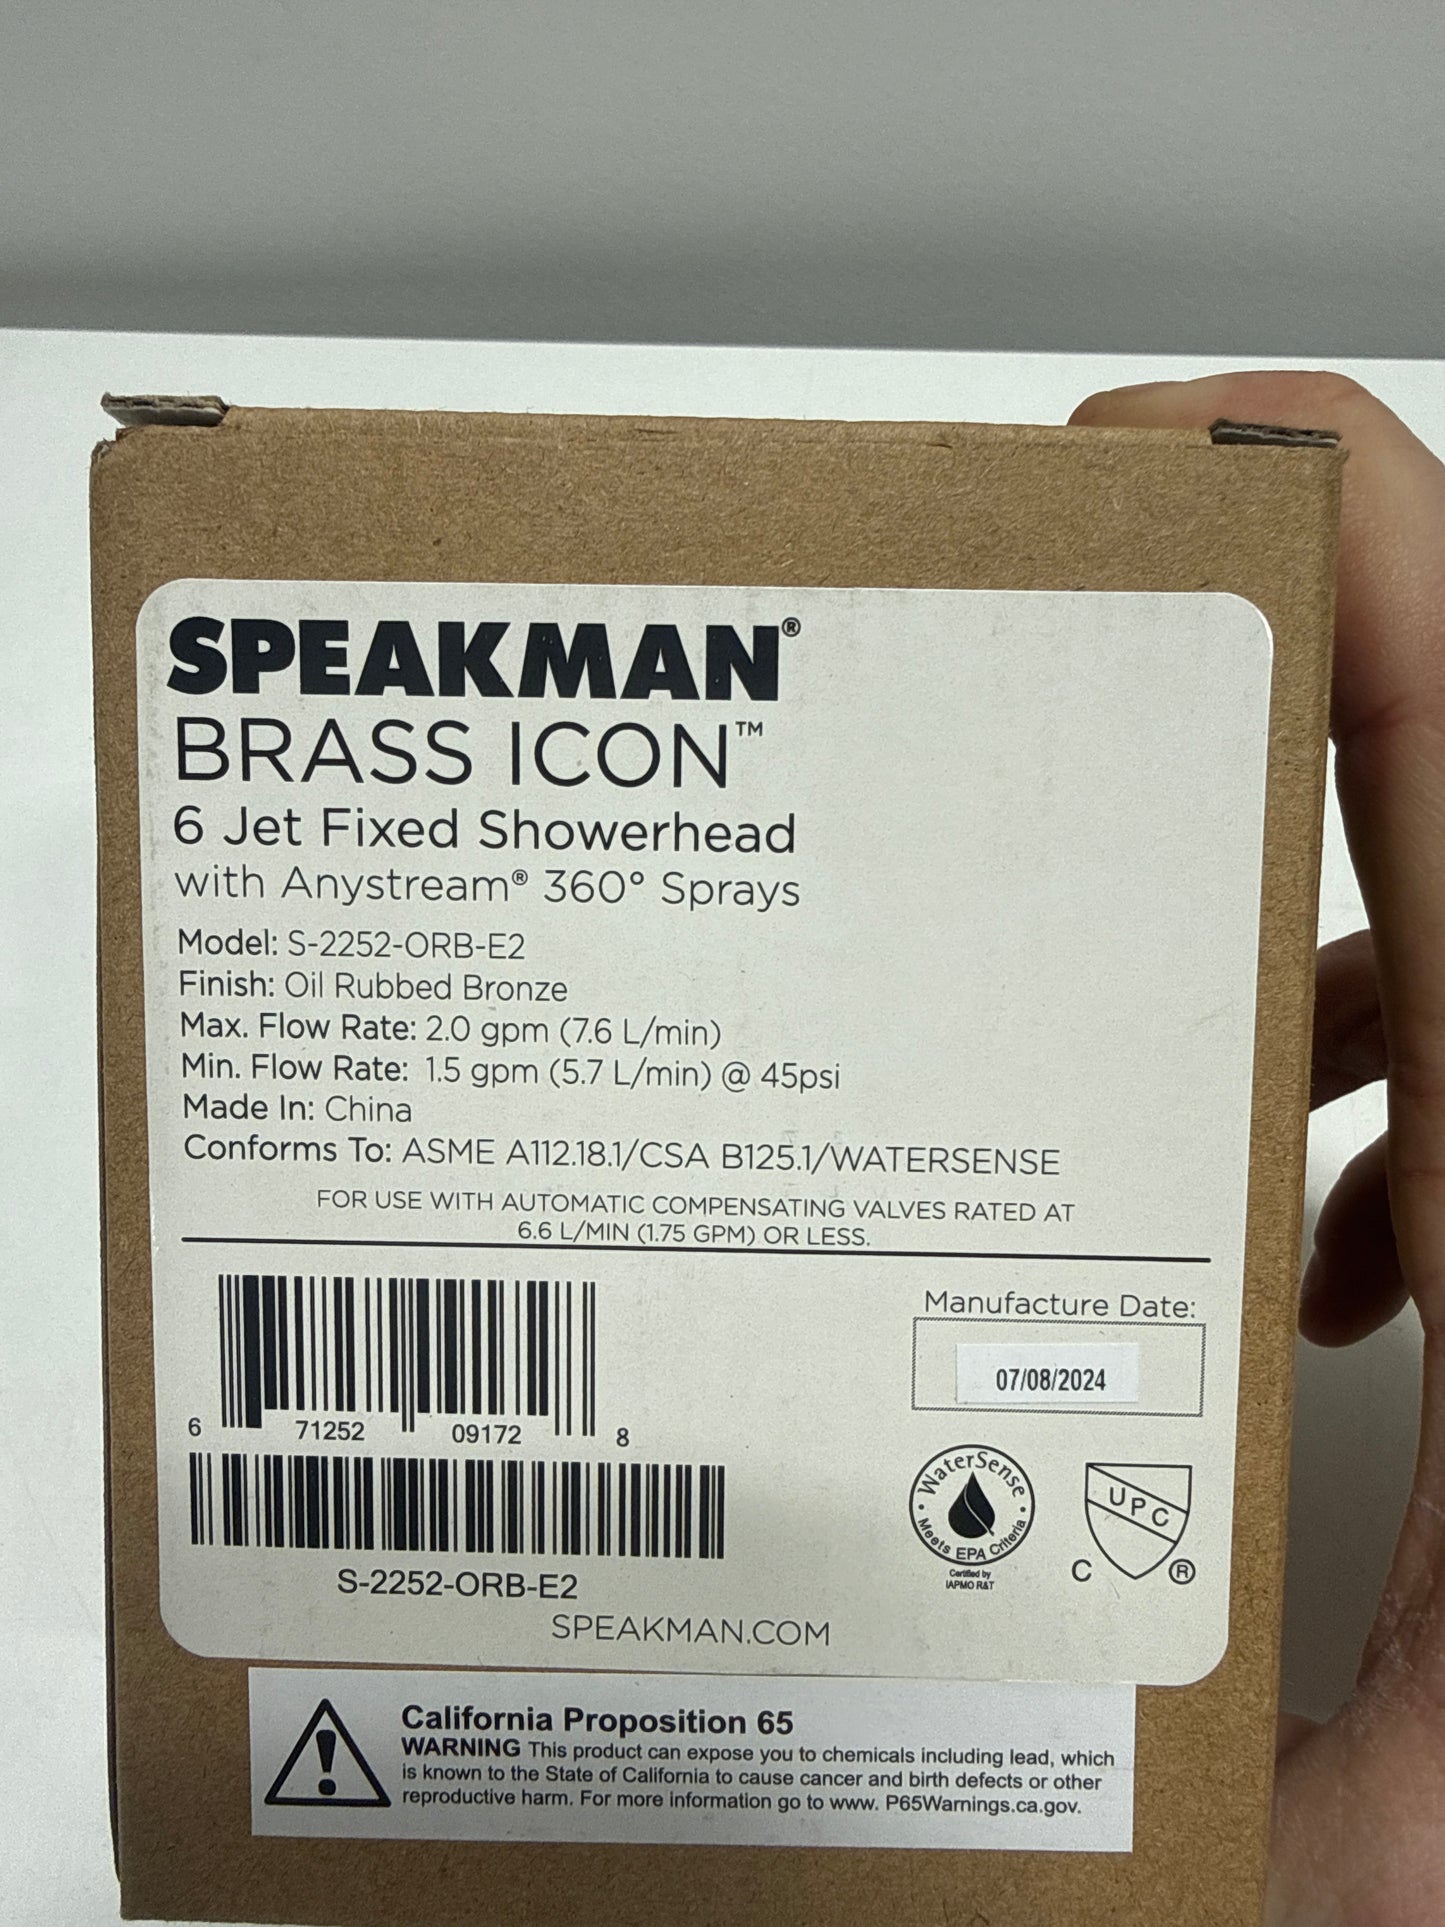 SPEAKMAN®
BRASS ICON™
6 Jet Fixed Showerhead
with Anystream® 360° Sprays
Model: S-2252-ORB-E2
Finish: Oil Rubbed Bronze
Max. Flow Rate: 2.0 gpm (7.6 L/min)
Min. Flow Rate: 1.5 gpm (5.7 L/min) @ 45psi
Made In: China
Conforms To: ASME A112.18.1/CSA B125.1/WATERSENSE
FOR USE WITH AUTOMATIC COMPENSATING VALVES RATED AT
6.6 L/MIN (1.75 GPM) OR LESS.
6 71252 09172 8
S-2252-ORB-E2
Manufacture Date:
07/08/2024
WaterSense
Meets EPA Criteria
Certified by
IAPMO R&T
UPC
C ®
SPEAKMAN.COM
California Proposition 65
WARNING This product can expose you to chemicals including lead, which
is known to the State of California to cause cancer and birth defects or other
reproductive harm. For more information go to www. P65Warnings.ca.gov.